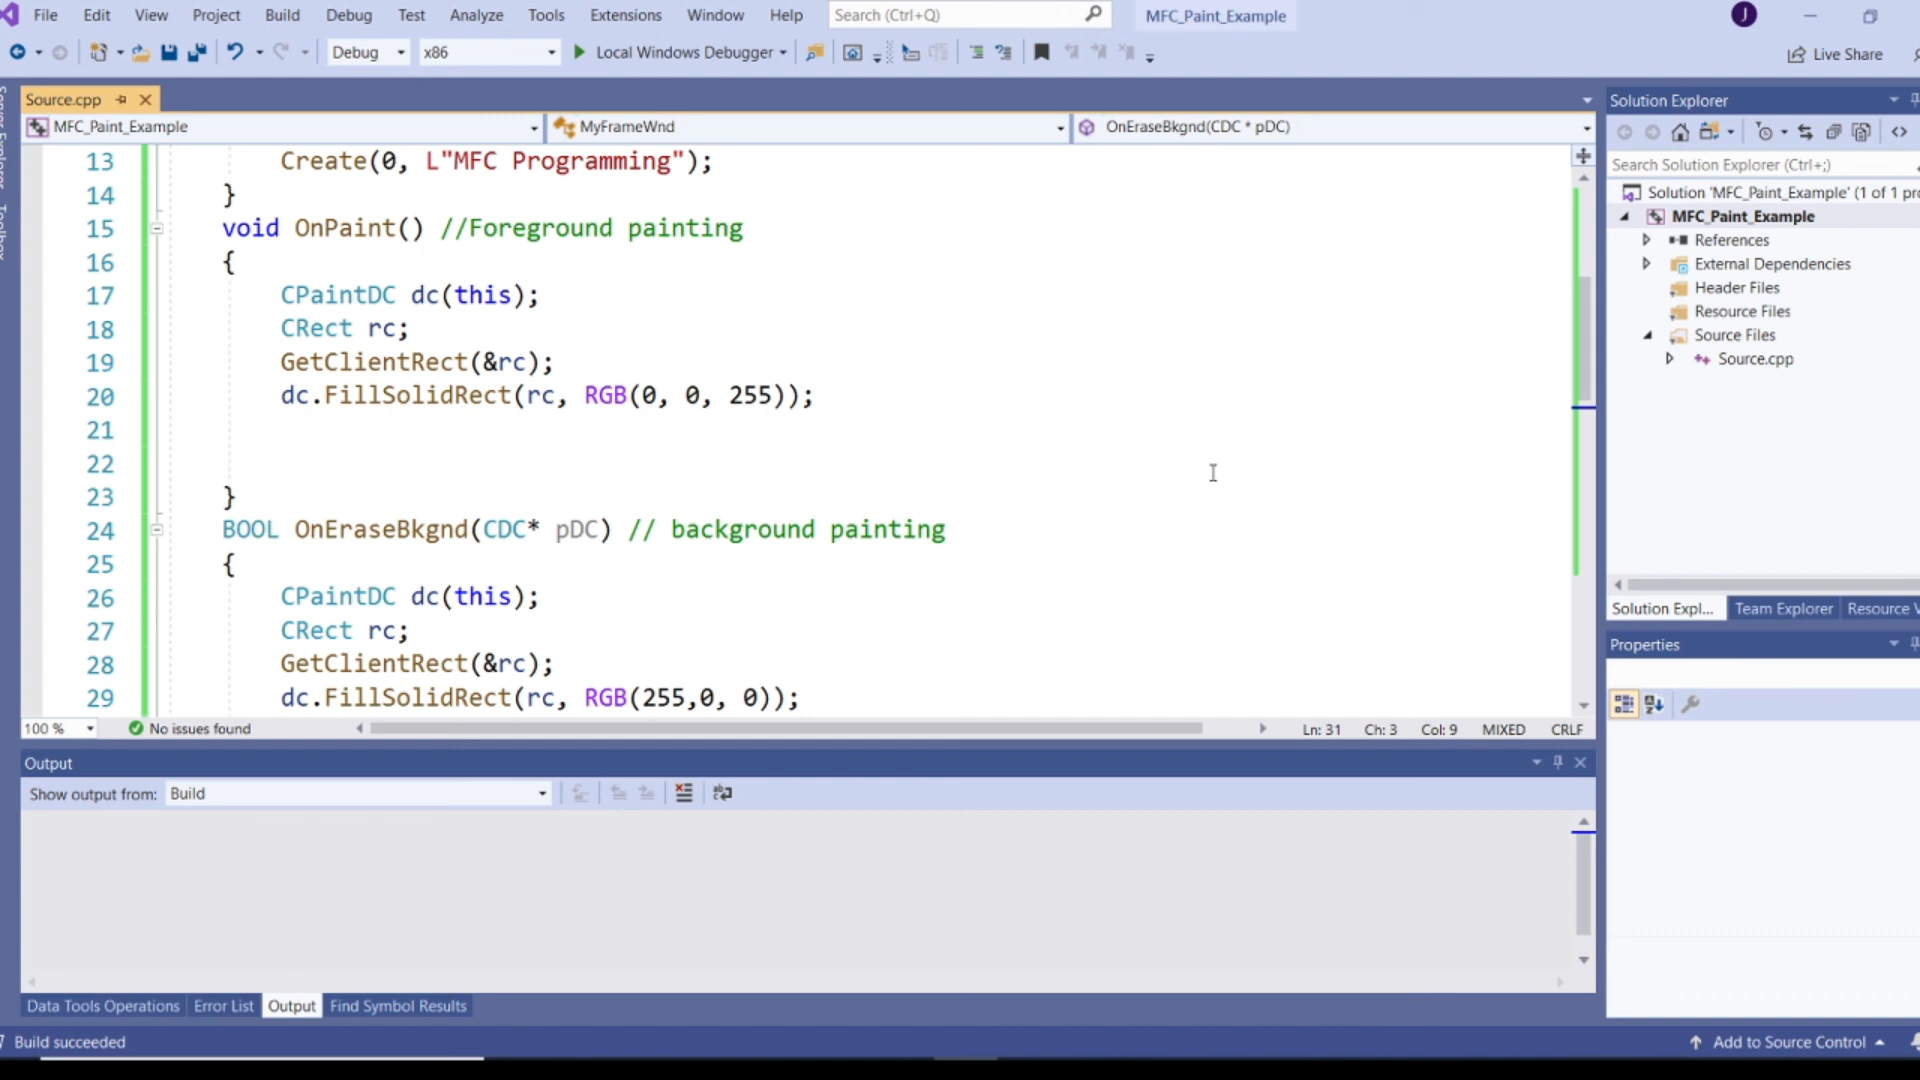 File Edit View Project Build Debug Test Analyze Tools Extensions Window Help Search (Ctrl+Q) MFC_Paint_Example J
Debug x86 Local Windows Debugger Live Share
Server Explorer Toolbox
Source.cpp
MFC_Paint_Example MyFrameWnd OnEraseBkgnd(CDC * pDC)
13 Create(0, L"MFC Programming");
14 }
15 void OnPaint() //Foreground painting
16 {
17 CPaintDC dc(this);
18 CRect rc;
19 GetClientRect(&rc);
20 dc.FillSolidRect(rc, RGB(0, 0, 255));
21
22
23 }
24 BOOL OnEraseBkgnd(CDC* pDC) // background painting
25 {
26 CPaintDC dc(this);
27 CRect rc;
28 GetClientRect(&rc);
29 dc.FillSolidRect(rc, RGB(255,0, 0));
100 % No issues found Ln: 31 Ch: 3 Col: 9 MIXED CRLF
Output
Show output from: Build
Data Tools Operations Error List Output Find Symbol Results
Build succeeded Add to Source Control
Solution Explorer
Search Solution Explorer (Ctrl+;)
Solution 'MFC_Paint_Example' (1 of 1 pro
MFC_Paint_Example
References
External Dependencies
Header Files
Resource Files
Source Files
Source.cpp
Solution Expl... Team Explorer Resource V
Properties